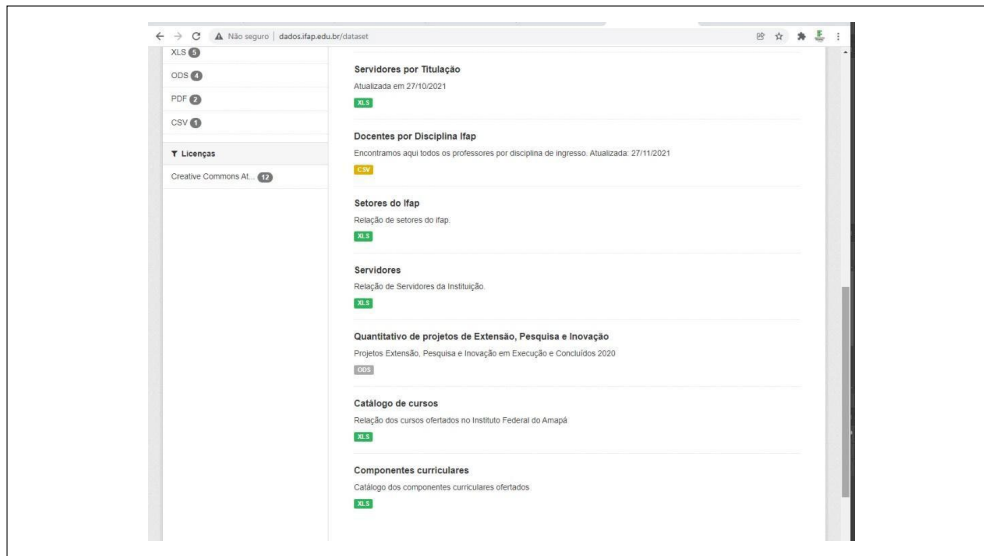 Não seguro | dados.ifap.edu.br/dataset
XLS 5
ODS 4
PDF 2
CSV 1
Licenças
Creative Commons At... 12
Servidores por Titulação
Atualizada em 27/10/2021
XLS
Docentes por Disciplina Ifap
Encontramos aqui todos os professores por disciplina de ingresso. Atualizada: 27/11/2021
CSV
Setores do Ifap
Relação de setores do ifap.
XLS
Servidores
Relação de Servidores da Instituição.
XLS
Quantitativo de projetos de Extensão, Pesquisa e Inovação
Projetos Extensão, Pesquisa e Inovação em Execução e Concluídos 2020
ODS
Catálogo de cursos
Relação dos cursos ofertados no Instituto Federal do Amapá
XLS
Componentes curriculares
Catálogo dos componentes curriculares ofertados.
XLS